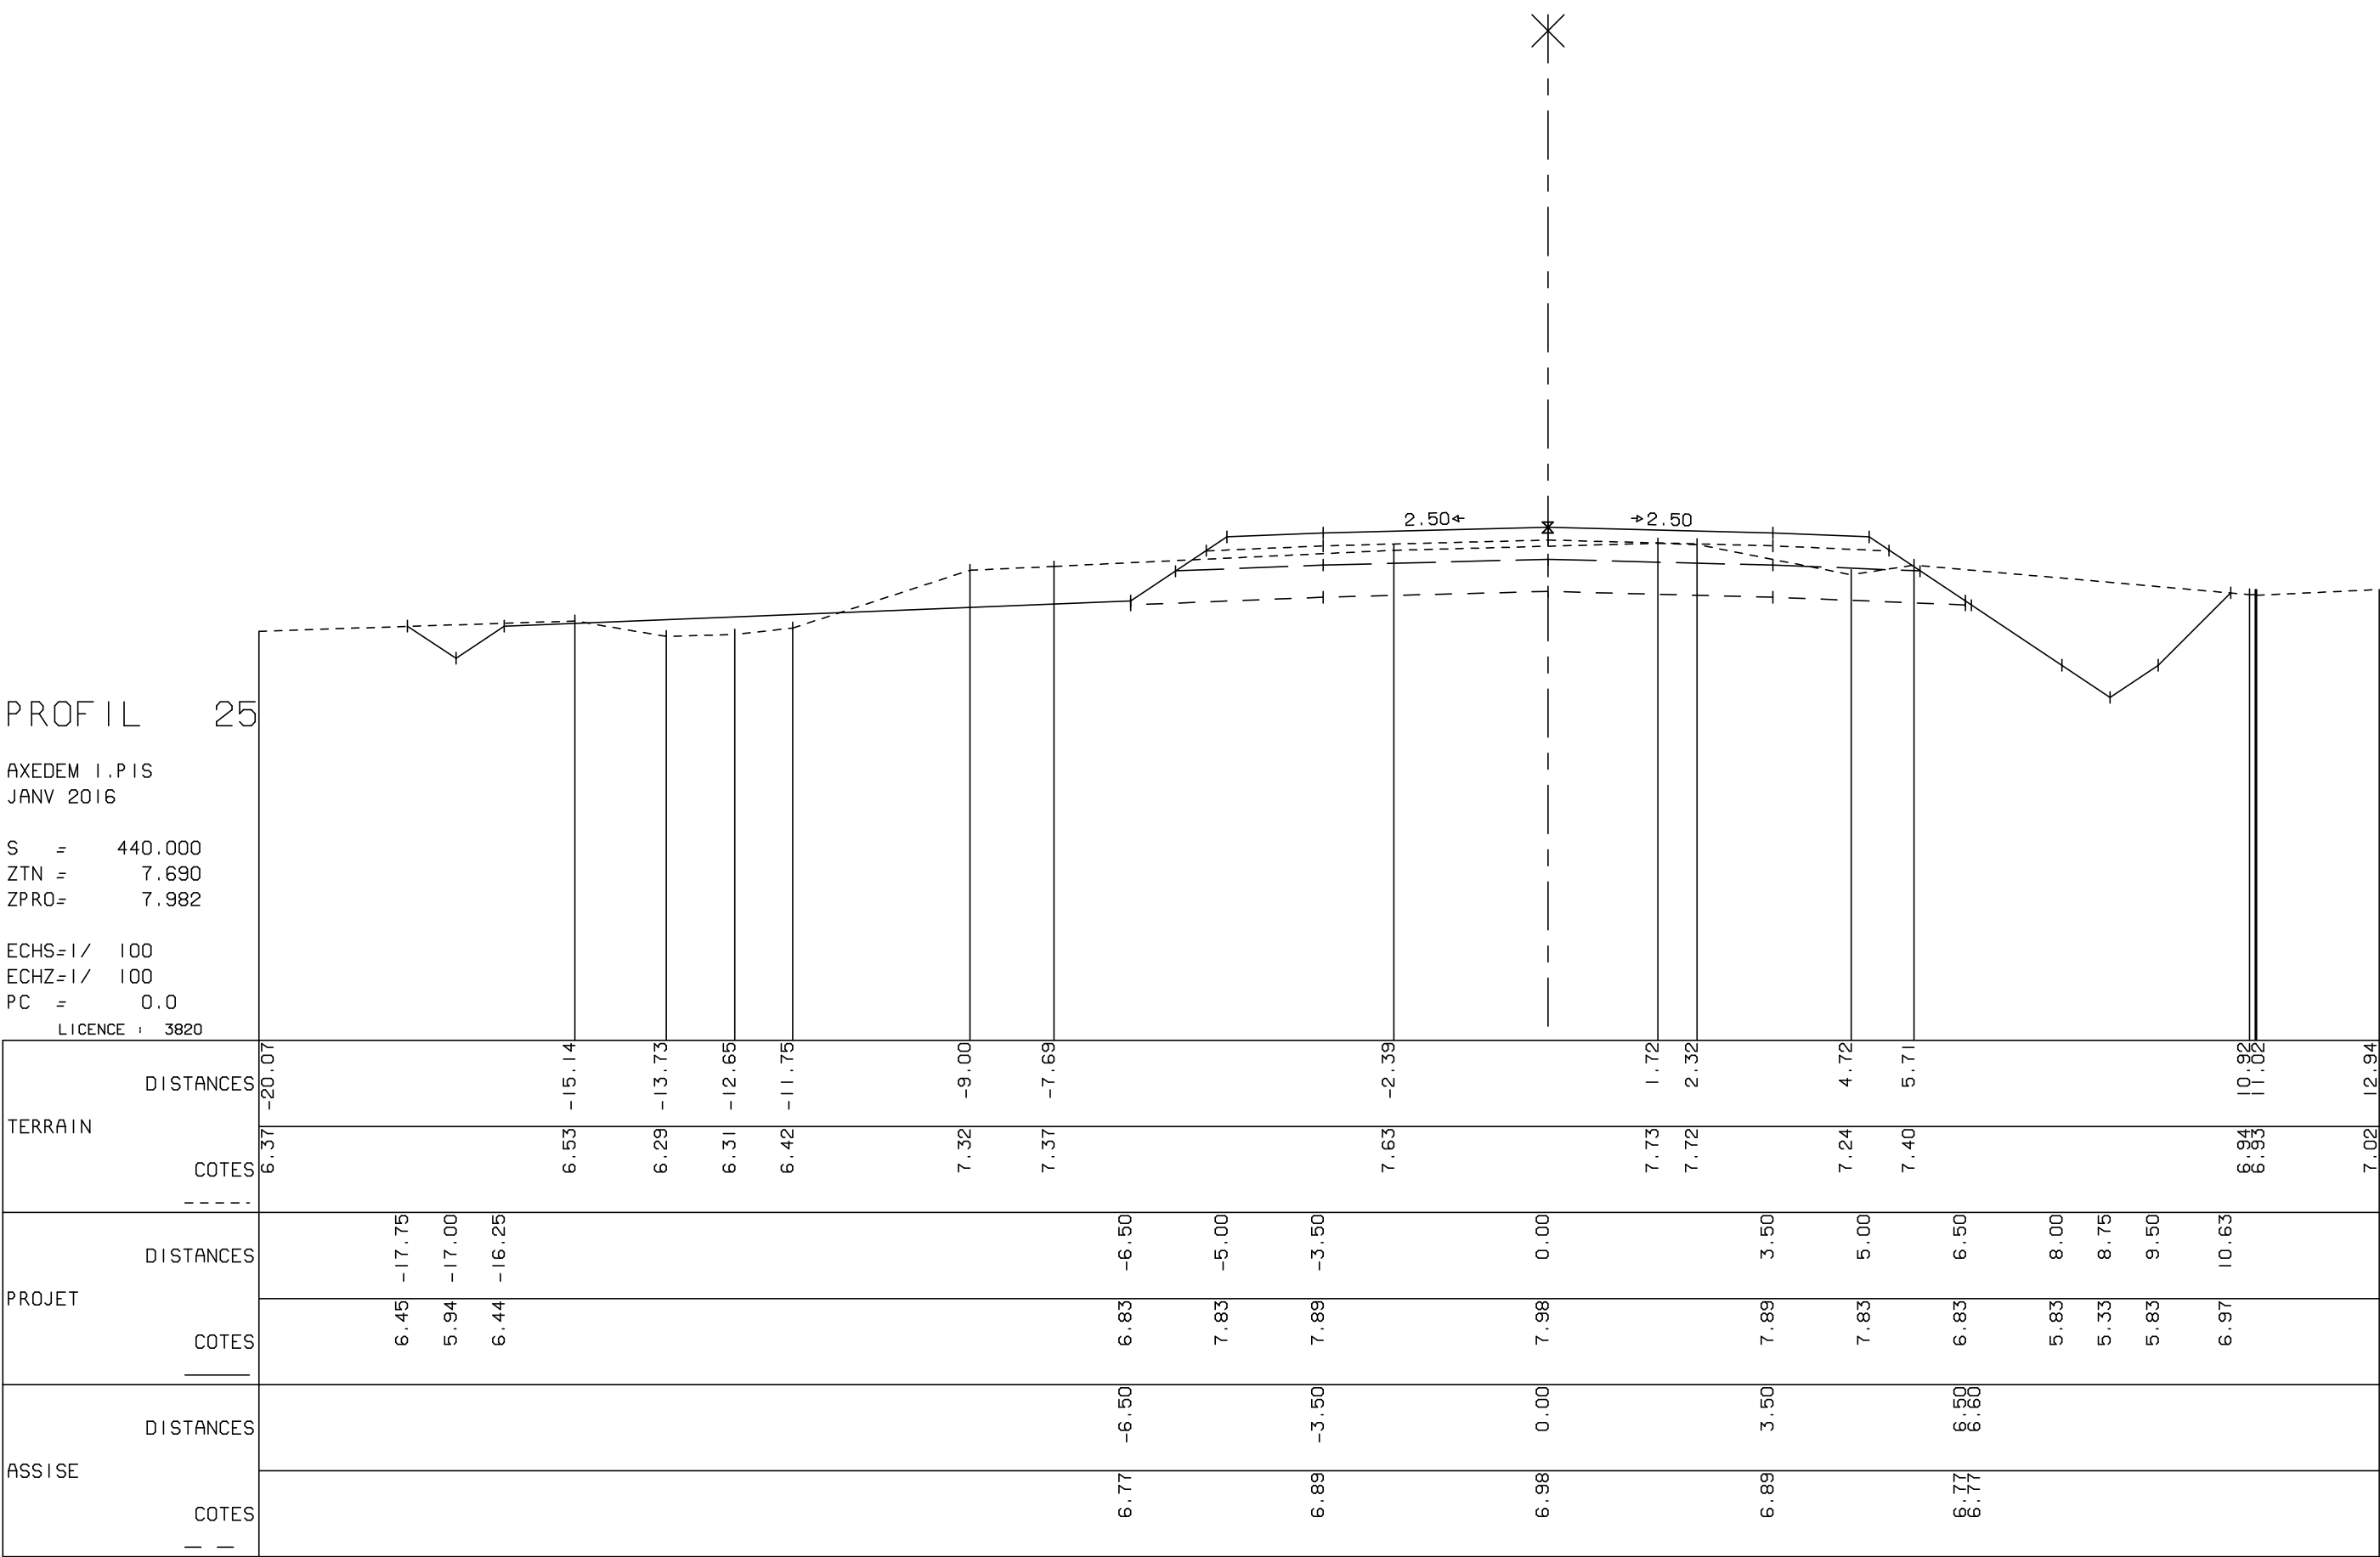 2.50 2.50
PROFIL 25
AXEDEM 1.PIS
JANV 2016
S = 440.000
ZTN = 7.690
ZPRO= 7.982
ECHS=1/ 100
ECHZ=1/ 100
PC = 0.0
LICENCE : 3820
TERRAIN
DISTANCES
-20.07 -15.14 -13.73 -12.65 -11.75 -9.00 -7.69 -2.39 1.72 2.32 4.72 5.71 10.92 11.02 12.94
COTES
6.37 6.53 6.29 6.31 6.42 7.32 7.37 7.63 7.73 7.72 7.24 7.40 6.94 6.93 7.02
PROJET
DISTANCES
-17.75 -17.00 -16.25 -6.50 -5.00 -3.50 0.00 3.50 5.00 6.50 8.00 8.75 9.50 10.63
COTES
6.45 5.94 6.44 6.83 7.83 7.89 7.98 7.89 7.83 6.83 5.83 5.33 5.83 6.97
ASSISE
DISTANCES
-6.50 -3.50 0.00 3.50 6.50 6.60
COTES
6.77 6.89 6.98 6.89 6.77 6.77